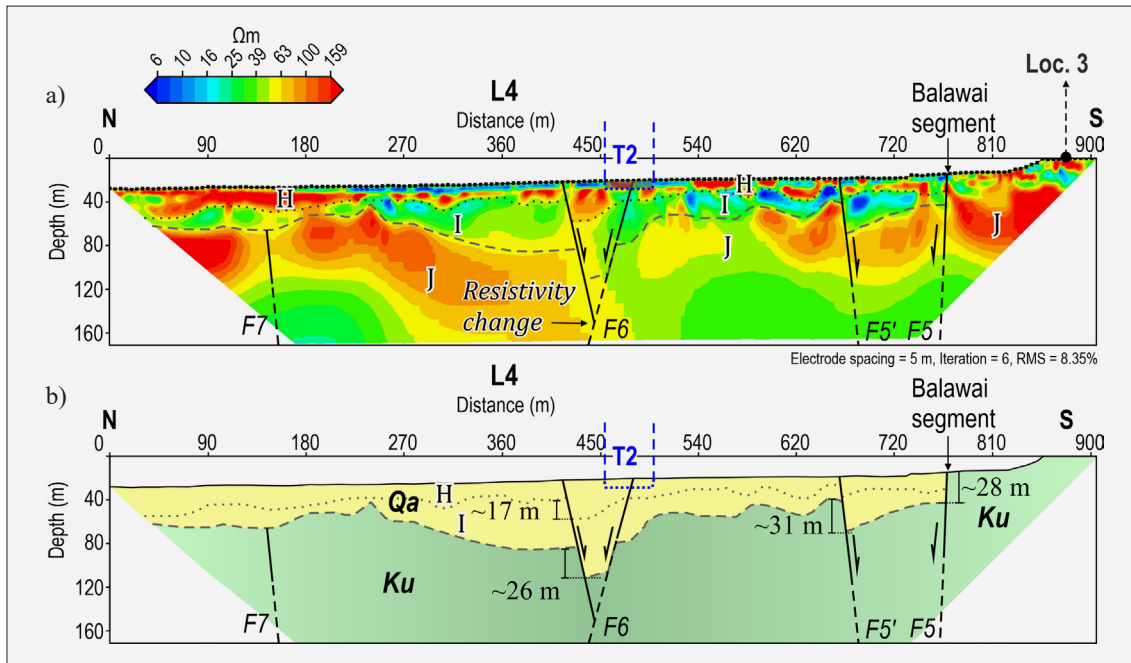 Ωm
6 10 16 25 39 63 100 159
a)
N
L4
Distance (m)
Balawai
segment
Loc. 3
S
0 90 180 270 360 450 540 620 720 810 900
T2
Depth (m)
0
40
80
120
160
H
H
I
I
J
J
J
Resistivity
change
F7
F6
F5' F5
Electrode spacing = 5 m, Iteration = 6, RMS = 8.35%
b)
N
L4
Distance (m)
Balawai
segment
S
0 90 180 270 360 450 540 620 720 810 900
T2
Depth (m)
0
40
80
120
160
Qa
H
I
~17 m
~26 m
~31 m
~28 m
Ku
Ku
F7
F6
F5' F5